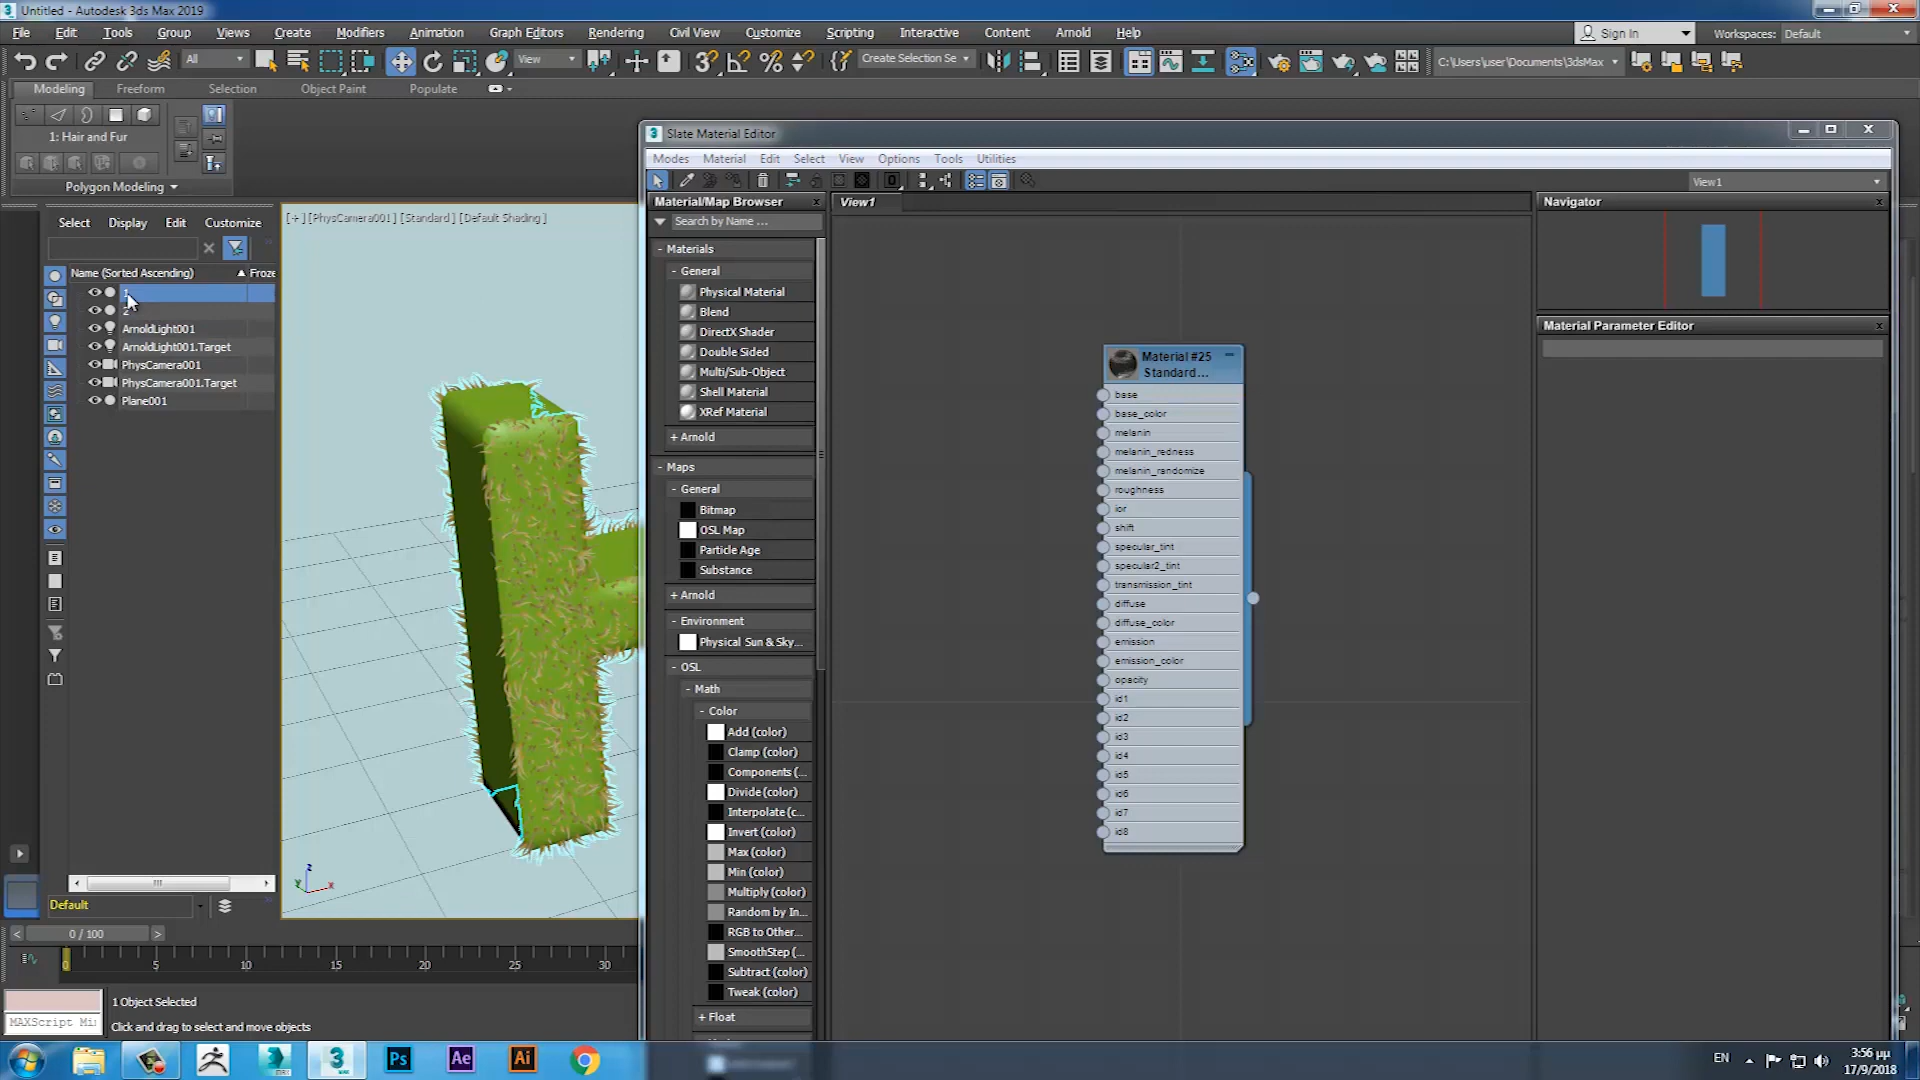 Untitled - Autodesk 3ds Max 2019
File Edit Tools Group Views Create Modifiers Animation Graph Editors Rendering Civil View Customize Scripting Interactive Content Arnold Help
Sign In
Workspaces: Default
All
View
Create Selection Se
C:\Users\user\Documents\3dsMax
Modeling Freeform Selection Object Paint Populate
1: Hair and Fur
Polygon Modeling
Select Display Edit Customize
Name (Sorted Ascending) Froze
1
2
ArnoldLight001
ArnoldLight001.Target
PhysCamera001
PhysCamera001.Target
Plane001
Default
0 / 100
0 5 10 15 20 25 30
1 Object Selected
Click and drag to select and move objects
MAXScript Mi
[+] [PhysCamera001] [Standard] [Default Shading]
z
y
x
Slate Material Editor
Modes Material Edit Select View Options Tools Utilities
View1
Material/Map Browser
Search by Name ...
- Materials
- General
Physical Material
Blend
DirectX Shader
Double Sided
Multi/Sub-Object
Shell Material
XRef Material
+ Arnold
- Maps
- General
Bitmap
OSL Map
Particle Age
Substance
+ Arnold
- Environment
Physical Sun & Sky...
- OSL
- Math
- Color
Add (color)
Clamp (color)
Components (...
Divide (color)
Interpolate (c...
Invert (color)
Max (color)
Min (color)
Multiply (color)
Random by In...
RGB to Other...
SmoothStep (...
Subtract (color)
Tweak (color)
+ Float
View1
Material #25
Standard...
base
base_color
melanin
melanin_redness
melanin_randomize
roughness
ior
shift
specular_tint
specular2_tint
transmission_tint
diffuse
diffuse_color
emission
emission_color
opacity
id1
id2
id3
id4
id5
id6
id7
id8
Navigator
Material Parameter Editor
3
MAX
3
Ps
Ae
Ai
EN
3:56 μμ
17/9/2018